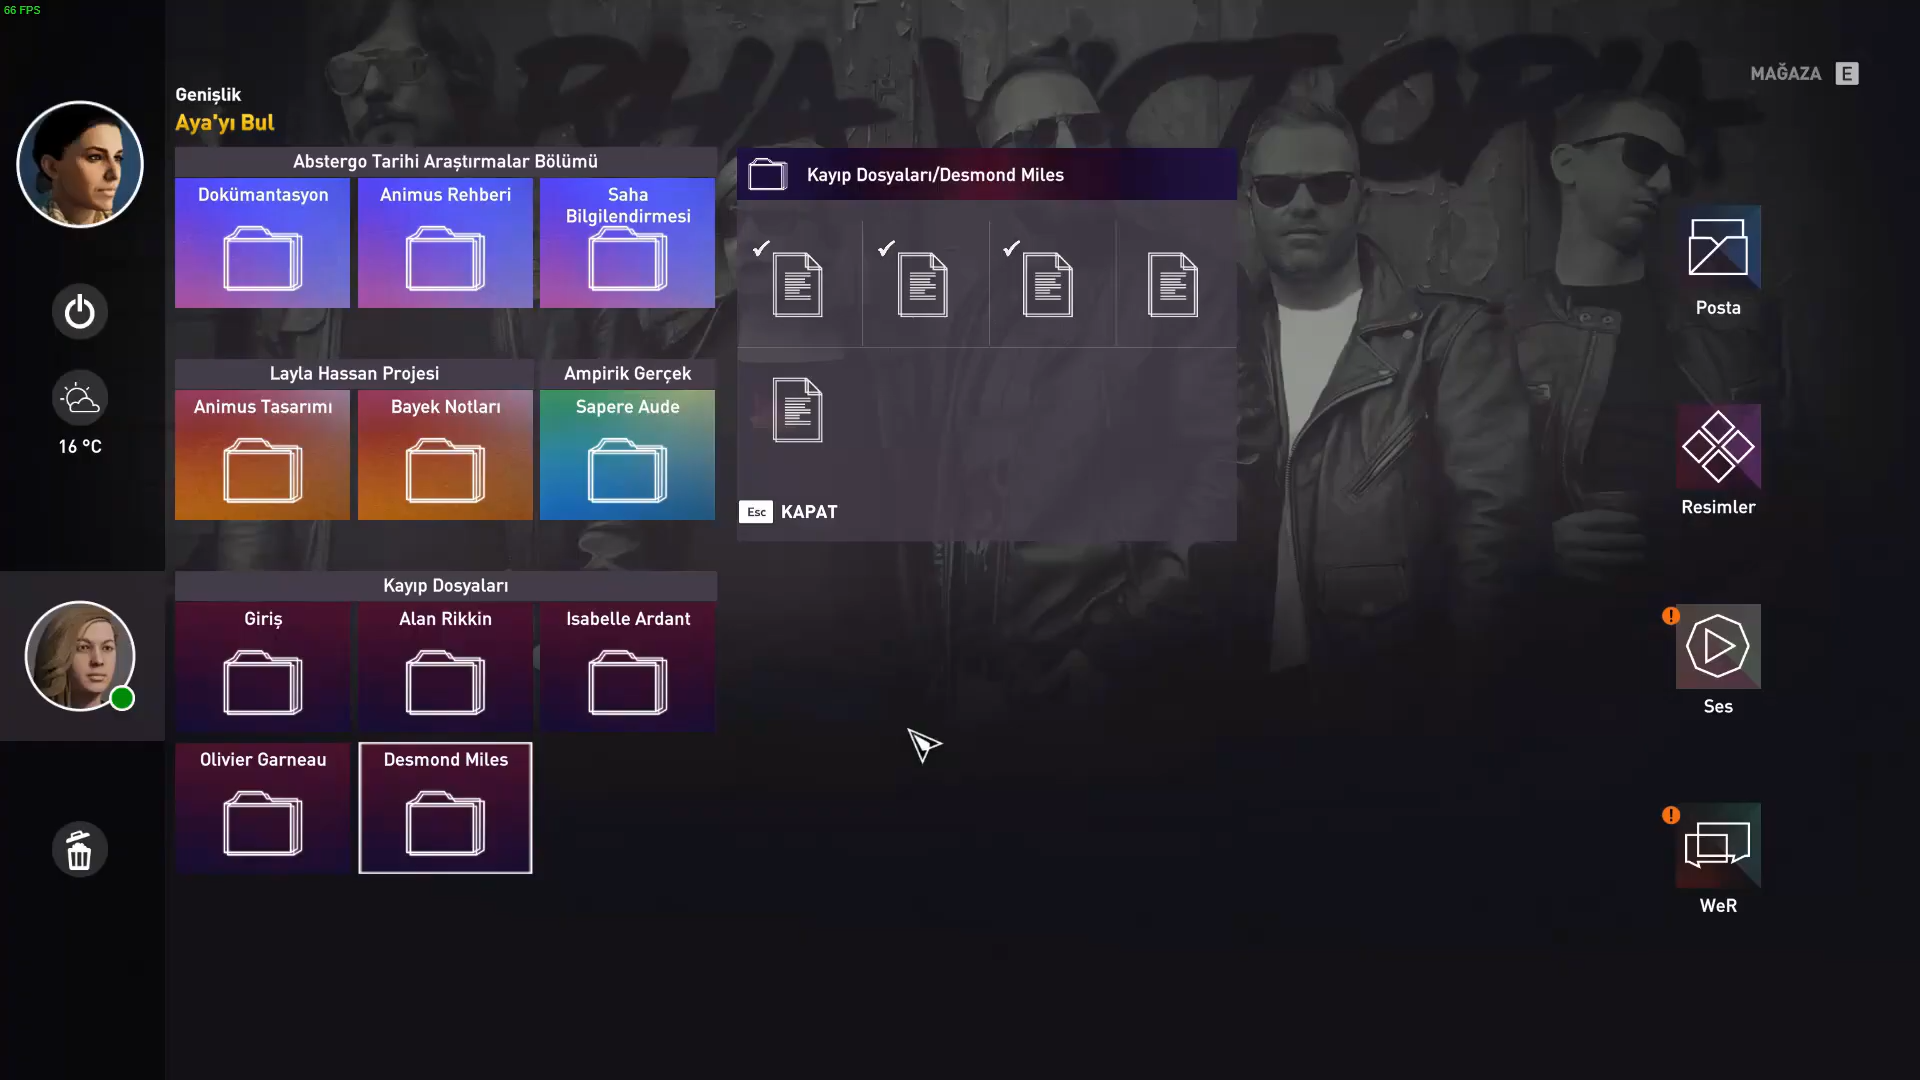 66 FPS
MAĞAZA E
Genişlik
Aya'yı Bul
Abstergo Tarihi Araştırmalar Bölümü
Dokümantasyon
Animus Rehberi
Saha
Bilgilendirmesi
Kayıp Dosyaları/Desmond Miles
Esc KAPAT
Layla Hassan Projesi
Ampirik Gerçek
Animus Tasarımı
Bayek Notları
Sapere Aude
16 °C
Kayıp Dosyaları
Giriş
Alan Rikkin
Isabelle Ardant
Olivier Garneau
Desmond Miles
Posta
Resimler
Ses
WeR